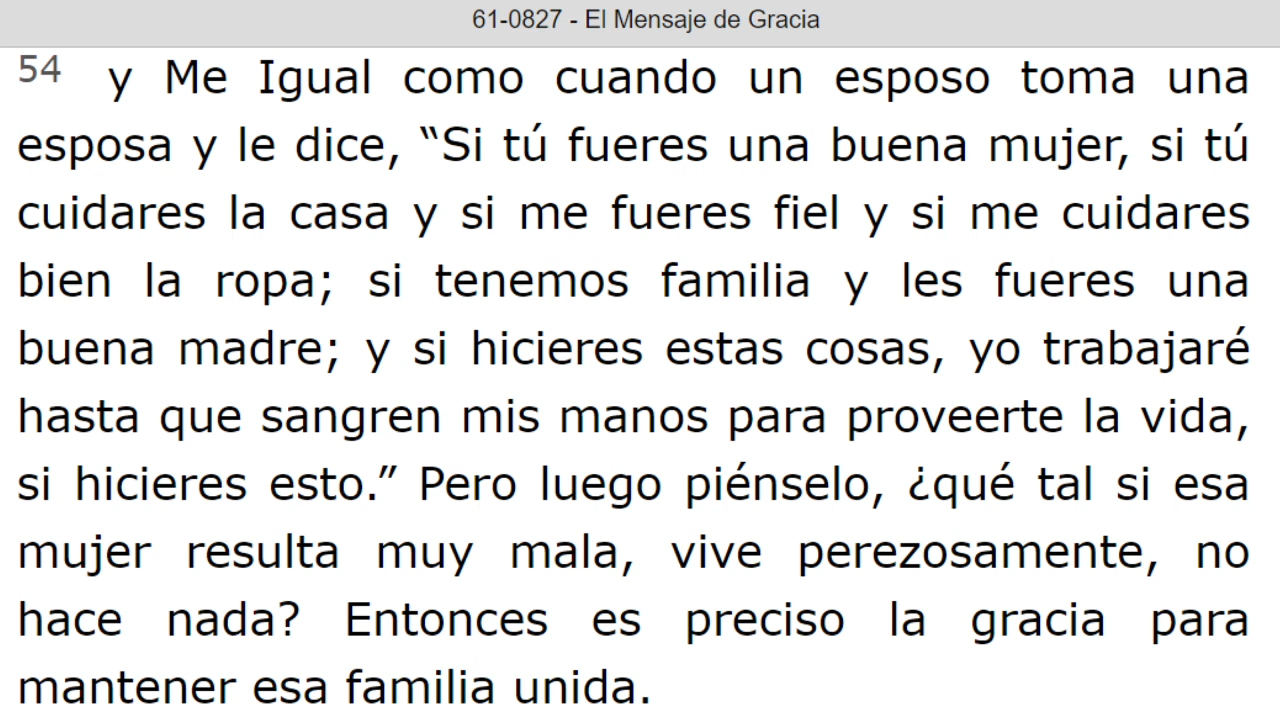 61-0827 - El Mensaje de Gracia
54 y Me Igual como cuando un esposo toma una
esposa y le dice, “Si tú fueres una buena mujer, si tú
cuidares la casa y si me fueres fiel y si me cuidares
bien la ropa; si tenemos familia y les fueres una
buena madre; y si hicieres estas cosas, yo trabajaré
hasta que sangren mis manos para proveerte la vida,
si hicieres esto.” Pero luego piénselo, ¿qué tal si esa
mujer resulta muy mala, vive perezosamente, no
hace nada? Entonces es preciso la gracia para
mantener esa familia unida.